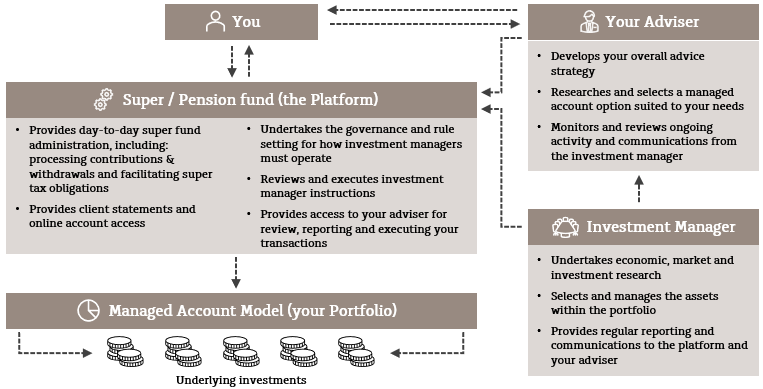 You
Your Adviser
• Develops your overall advice
strategy
• Researches and selects a managed
account option suited to your needs
• Monitors and reviews ongoing
activity and communications from
the investment manager
Super / Pension fund (the Platform)
• Provides day-to-day super fund
administration, including:
processing contributions &
withdrawals and facilitating super
tax obligations
• Provides client statements and
online account access
• Undertakes the governance and rule
setting for how investment managers
must operate
• Reviews and executes investment
manager instructions
• Provides access to your adviser for
review, reporting and executing your
transactions
Investment Manager
• Undertakes economic, market and
investment research
• Selects and manages the assets
within the portfolio
• Provides regular reporting and
communications to the platform and
your adviser
Managed Account Model (your Portfolio)
Underlying investments